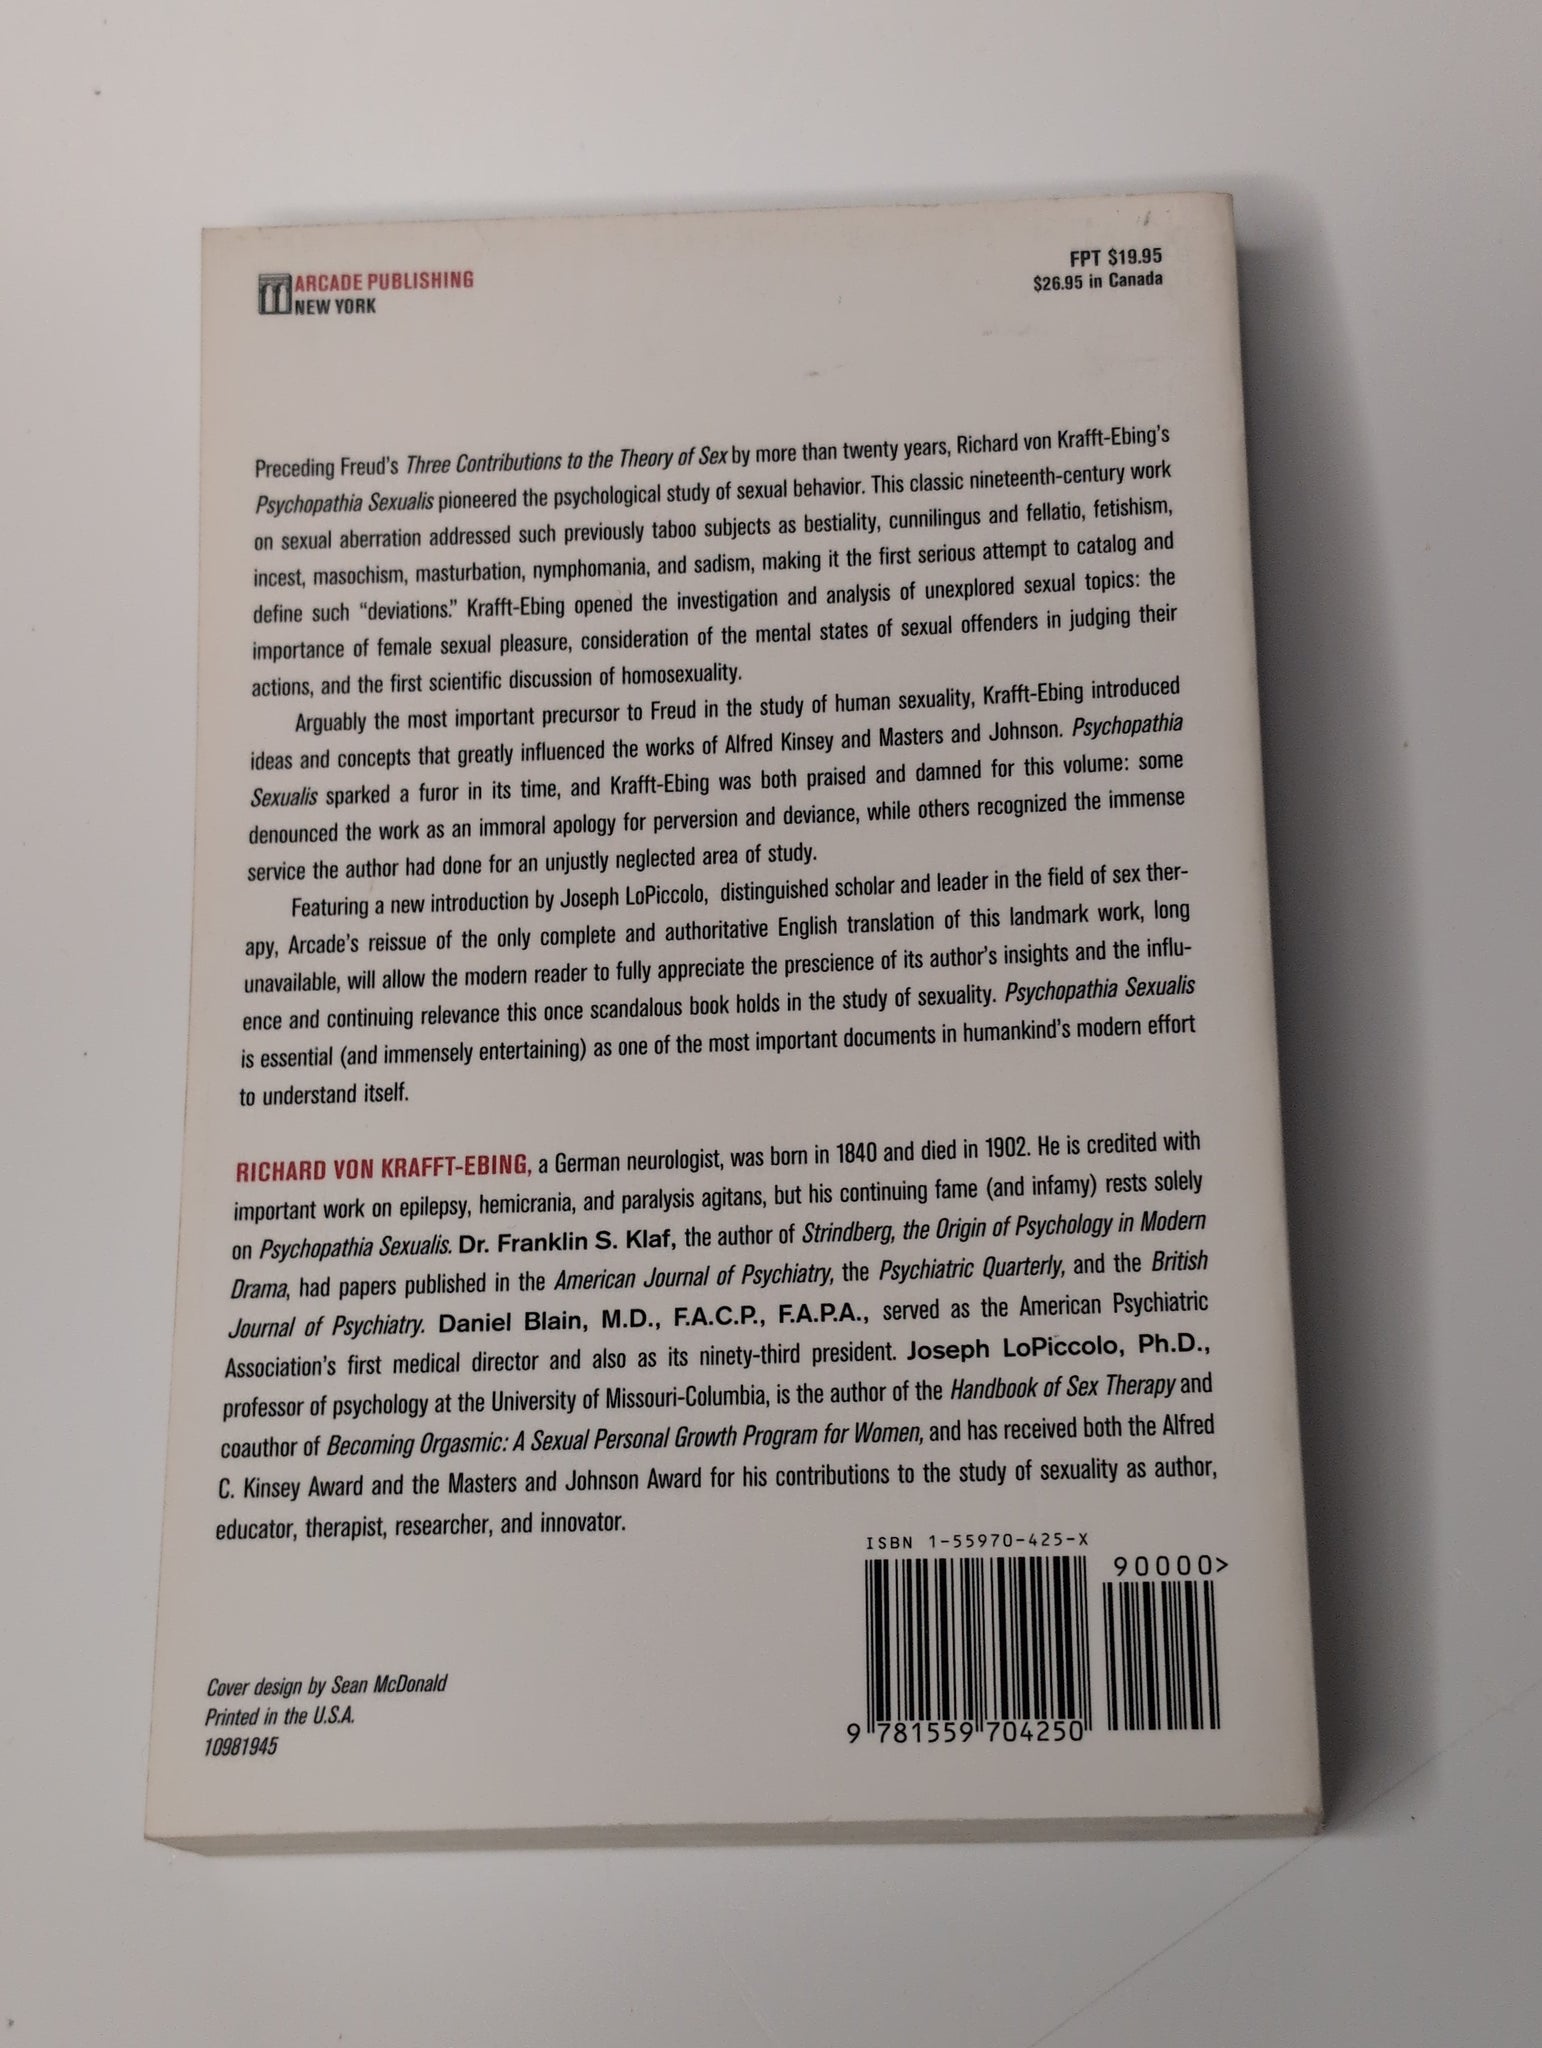 ARCADE PUBLISHING
NEW YORK
FPT $19.95
$26.95 in Canada
Preceding Freud's Three Contributions to the Theory of Sex by more than twenty years, Richard von Krafft-Ebing's
Psychopathia Sexualis pioneered the psychological study of sexual behavior. This classic nineteenth-century work
on sexual aberration addressed such previously taboo subjects as bestiality, cunnilingus and fellatio, fetishism,
incest, masochism, masturbation, nymphomania, and sadism, making it the first serious attempt to catalog and
define such "deviations." Krafft-Ebing opened the investigation and analysis of unexplored sexual topics: the
importance of female sexual pleasure, consideration of the mental states of sexual offenders in judging their
actions, and the first scientific discussion of homosexuality.
Arguably the most important precursor to Freud in the study of human sexuality, Krafft-Ebing introduced
ideas and concepts that greatly influenced the works of Alfred Kinsey and Masters and Johnson. Psychopathia
Sexualis sparked a furor in its time, and Krafft-Ebing was both praised and damned for this volume: some
denounced the work as an immoral apology for perversion and deviance, while others recognized the immense
service the author had done for an unjustly neglected area of study.
Featuring a new introduction by Joseph LoPiccolo, distinguished scholar and leader in the field of sex ther-
apy, Arcade's reissue of the only complete and authoritative English translation of this landmark work, long
unavailable, will allow the modern reader to fully appreciate the prescience of its author's insights and the influ-
ence and continuing relevance this once scandalous book holds in the study of sexuality. Psychopathia Sexualis
is essential (and immensely entertaining) as one of the most important documents in humankind's modern effort
to understand itself.
RICHARD VON KRAFFT-EBING, a German neurologist, was born in 1840 and died in 1902. He is credited with
important work on epilepsy, hemicrania, and paralysis agitans, but his continuing fame (and infamy) rests solely
on Psychopathia Sexualis. Dr. Franklin S. Klaf, the author of Strindberg, the Origin of Psychology in Modern
Drama, had papers published in the American Journal of Psychiatry, the Psychiatric Quarterly, and the British
Journal of Psychiatry. Daniel Blain, M.D., F.A.C.P., F.A.P.A., served as the American Psychiatric
Association's first medical director and also as its ninety-third president. Joseph LoPiccolo, Ph.D.,
professor of psychology at the University of Missouri-Columbia, is the author of the Handbook of Sex Therapy and
coauthor of Becoming Orgasmic: A Sexual Personal Growth Program for Women, and has received both the Alfred
C. Kinsey Award and the Masters and Johnson Award for his contributions to the study of sexuality as author,
educator, therapist, researcher, and innovator.
ISBN 1-55970-425-X
90000>
9 781559 704250
Cover design by Sean McDonald
Printed in the U.S.A.
10981945